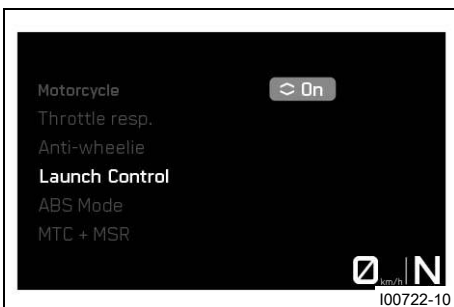 Motorcycle On
Throttle resp.
Anti-wheelie
Launch Control
ABS Mode
MTC + MSR
0 km/h N
I00722-10